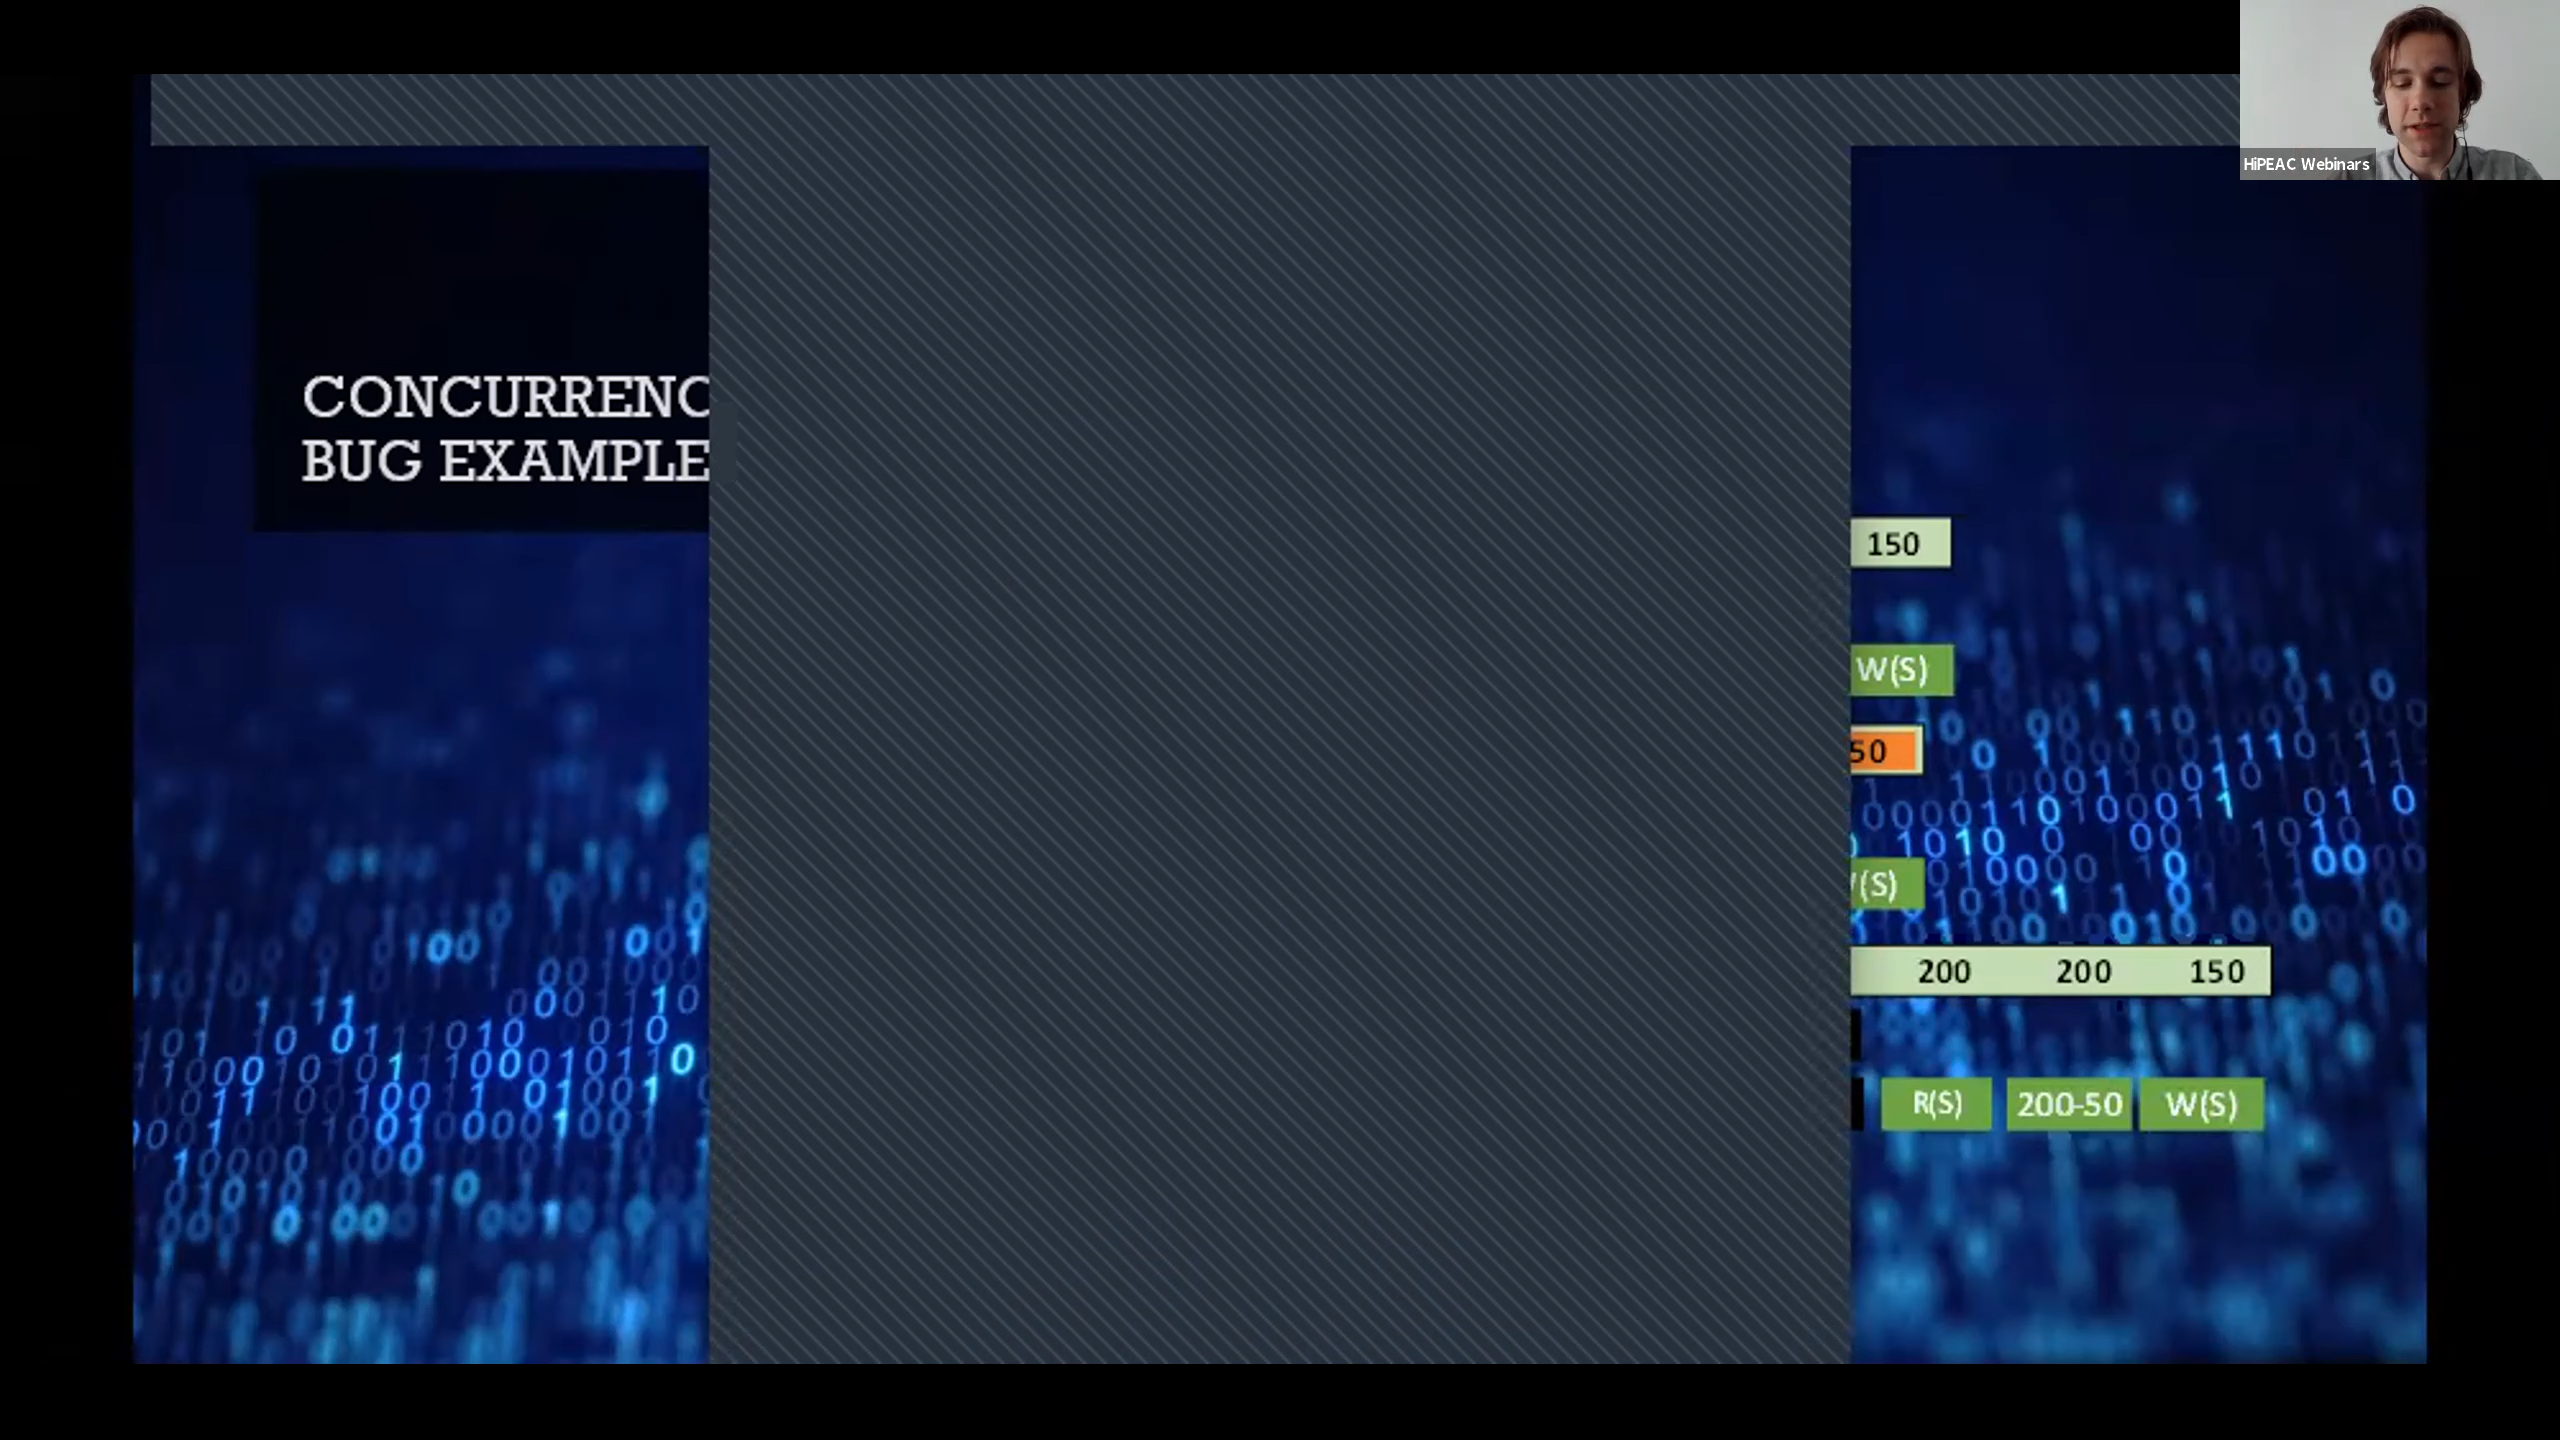 HiPEAC Webinars
CONCURRENC
BUG EXAMPLE
150
W(S)
50
(S)
200 200 150
R(S) 200-50 W(S)